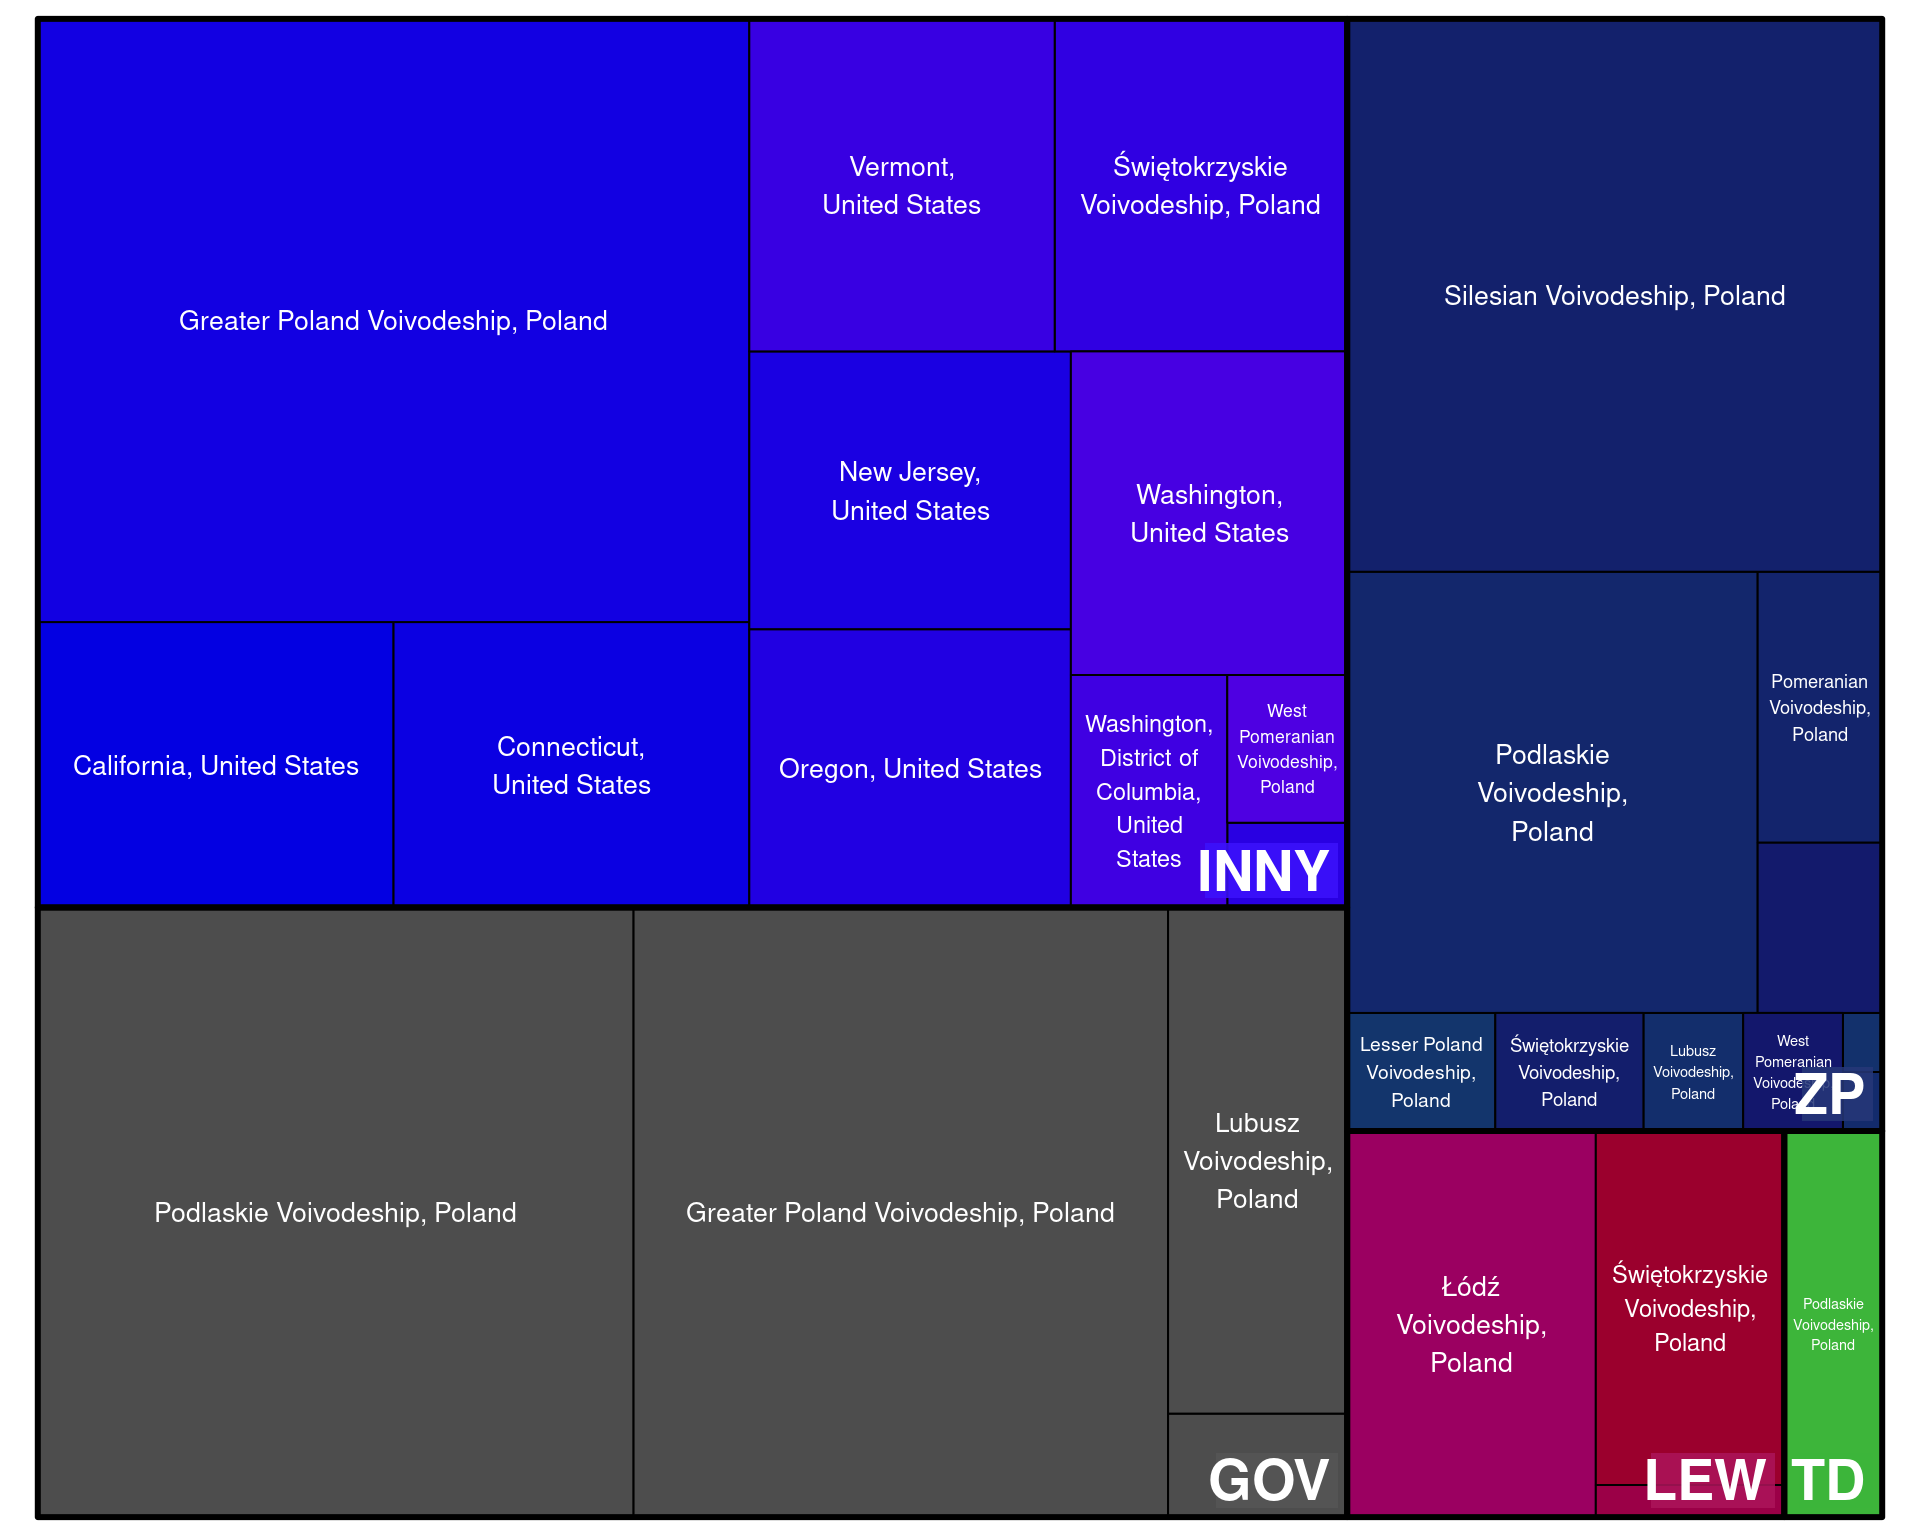 Greater Poland Voivodeship, Poland
Vermont,
United States
Świętokrzyskie
Voivodeship, Poland
New Jersey,
United States
Washington,
United States
California, United States
Connecticut,
United States
Oregon, United States
Washington,
District of
Columbia,
United
States
West
Pomeranian
Voivodeship,
Poland
INNY
Silesian Voivodeship, Poland
Podlaskie
Voivodeship,
Poland
Pomeranian
Voivodeship,
Poland
Lesser Poland
Voivodeship,
Poland
Świętokrzyskie
Voivodeship,
Poland
Lubusz
Voivodeship,
Poland
West
Pomeranian
Voivodeship,
Poland
ZP
Podlaskie Voivodeship, Poland
Greater Poland Voivodeship, Poland
Lubusz
Voivodeship,
Poland
GOV
Łódź
Voivodeship,
Poland
Świętokrzyskie
Voivodeship,
Poland
LEW
Podlaskie
Voivodeship,
Poland
TD